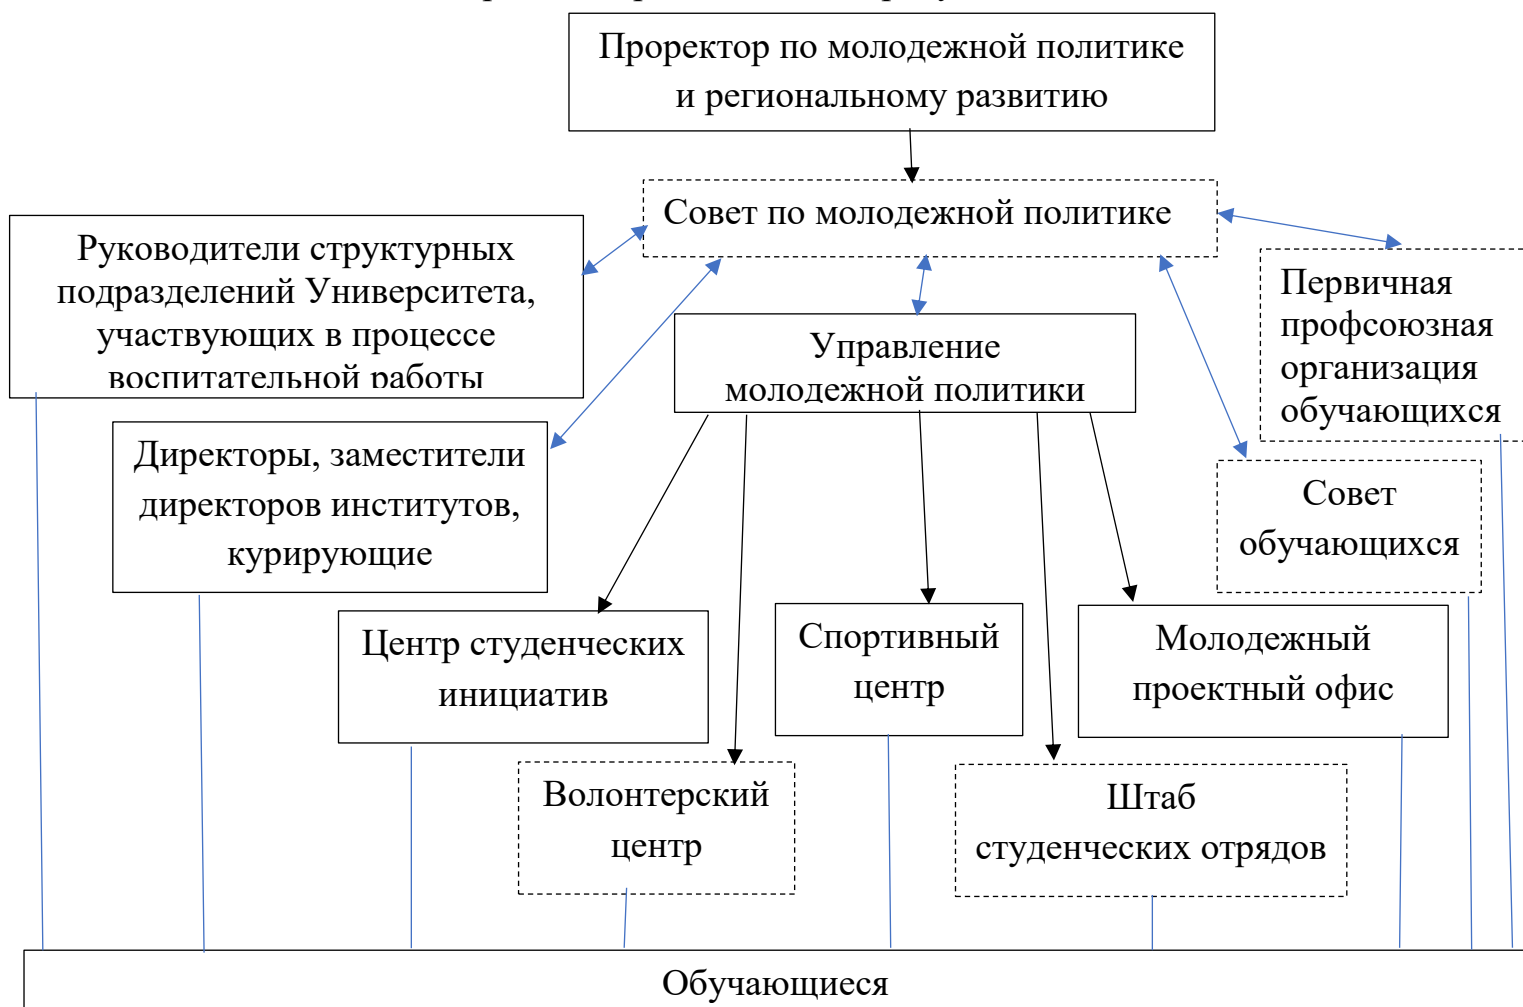 Проректор по молодежной политике
и региональному развитию
Совет по молодежной политике
Руководители структурных
подразделений Университета,
участвующих в процессе
воспитательной работы
Первичная
профсоюзная
организация
обучающихся
Управление
молодежной политики
Директоры, заместители
директоров институтов,
курирующие
Совет
обучающихся
Центр студенческих
инициатив
Спортивный
центр
Молодежный
проектный офис
Волонтерский
центр
Штаб
студенческих отрядов
Обучающиеся